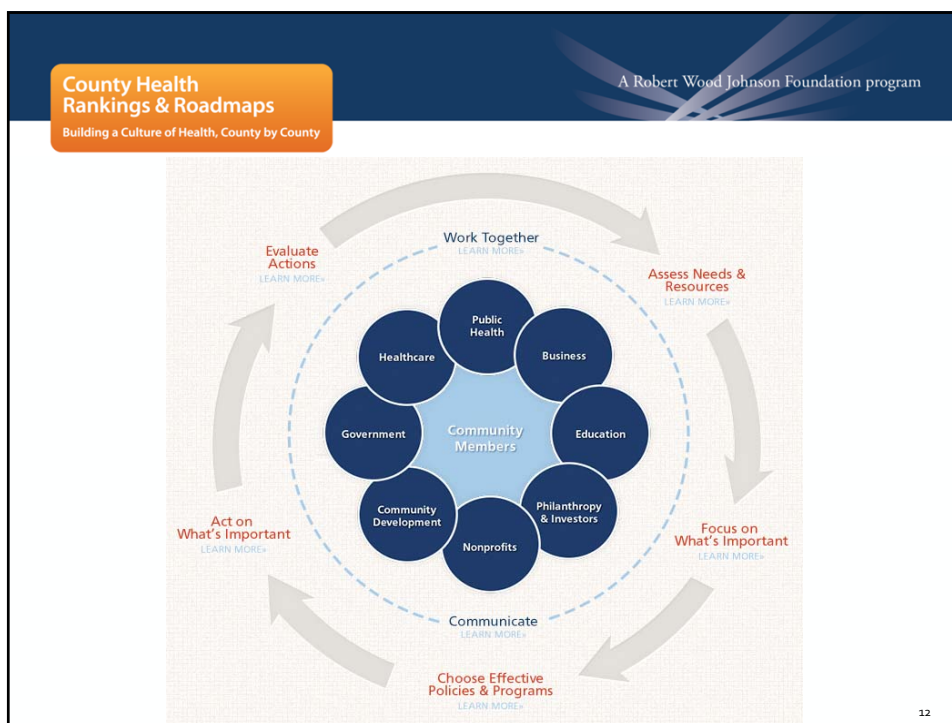 County Health
Rankings & Roadmaps
Building a Culture of Health, County by County
A Robert Wood Johnson Foundation program
Work Together
LEARN MORE»
Evaluate
Actions
LEARN MORE»
Assess Needs &
Resources
LEARN MORE»
Public
Health
Healthcare
Business
Government
Community
Members
Education
Community
Development
Philanthropy
& Investors
Nonprofits
Act on
What's Important
LEARN MORE»
Focus on
What's Important
LEARN MORE»
Communicate
LEARN MORE»
Choose Effective
Policies & Programs
LEARN MORE»
12